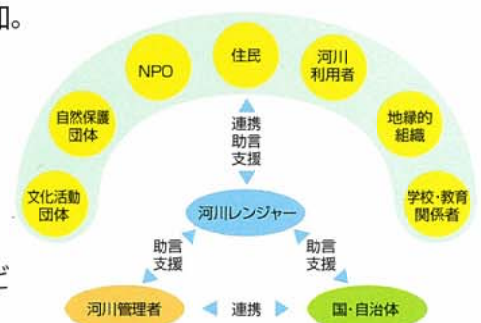 加。
住民
NPO
河川
利用者
自然保護
団体
地縁的
組織
連携
助言
支援
文化活動
団体
学校・教育
関係者
河川レンジャー
助言
支援
助言
支援
ど
河川管理者
連携
国・自治体